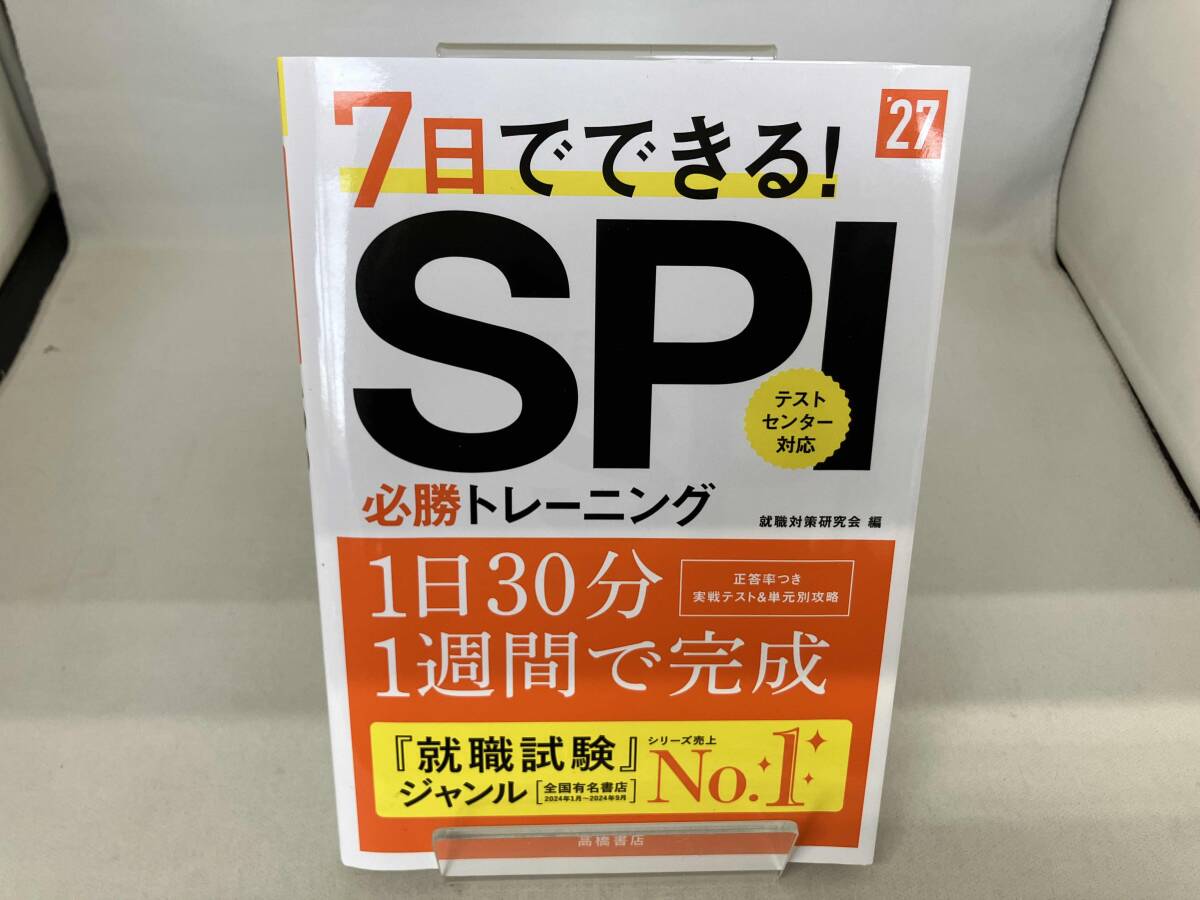 '27
7日でできる!
SPI
テスト
センター
対応
必勝トレーニング
就職対策研究会 編
1日30分
正答率つき
実戦テスト&単元別攻略
1週間で完成
『就職試験』
ジャンル
全国有名書店
2024年1月~2024年9月
シリーズ売上
No.1
高橋書店